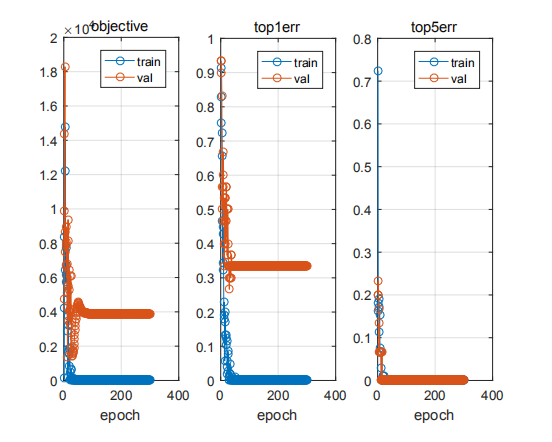 ×10⁴ objective
2
1.8
1.6
1.4
1.2
1
0.8
0.6
0.4
0.2
0
0 200 400
epoch
train
val
top1err
1
0.9
0.8
0.7
0.6
0.5
0.4
0.3
0.2
0.1
0
0 200 400
epoch
train
val
top5err
0.8
0.7
0.6
0.5
0.4
0.3
0.2
0.1
0
0 200 400
epoch
train
val